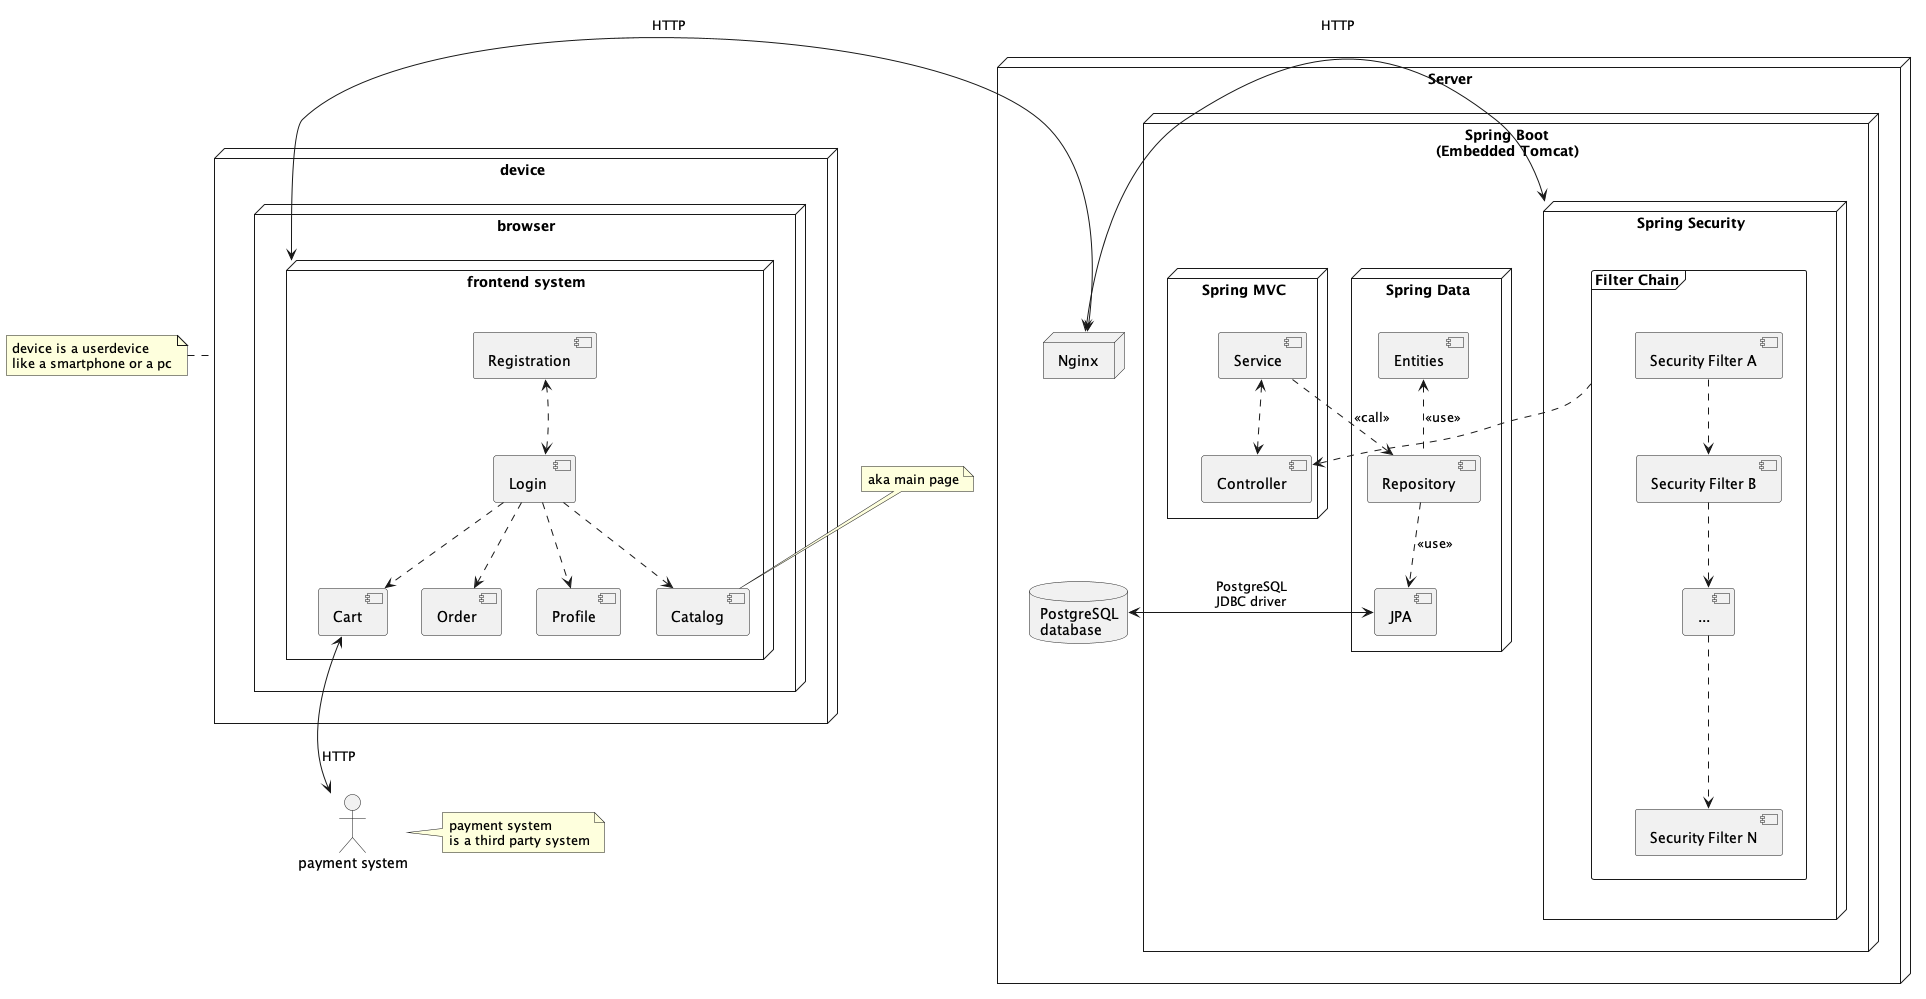 HTTP
HTTP
Server
Spring Boot
(Embedded Tomcat)
device
browser
Spring Security
frontend system
Filter Chain
Spring MVC
Spring Data
device is a userdevice
like a smartphone or a pc
Registration
Nginx
Service
Entities
Security Filter A
«call»
«use»
aka main page
Login
Controller
Repository
Security Filter B
«use»
PostgreSQL
JDBC driver
Cart
Order
Profile
Catalog
PostgreSQL
database
JPA
...
HTTP
payment system
is a third party system
payment system
Security Filter N